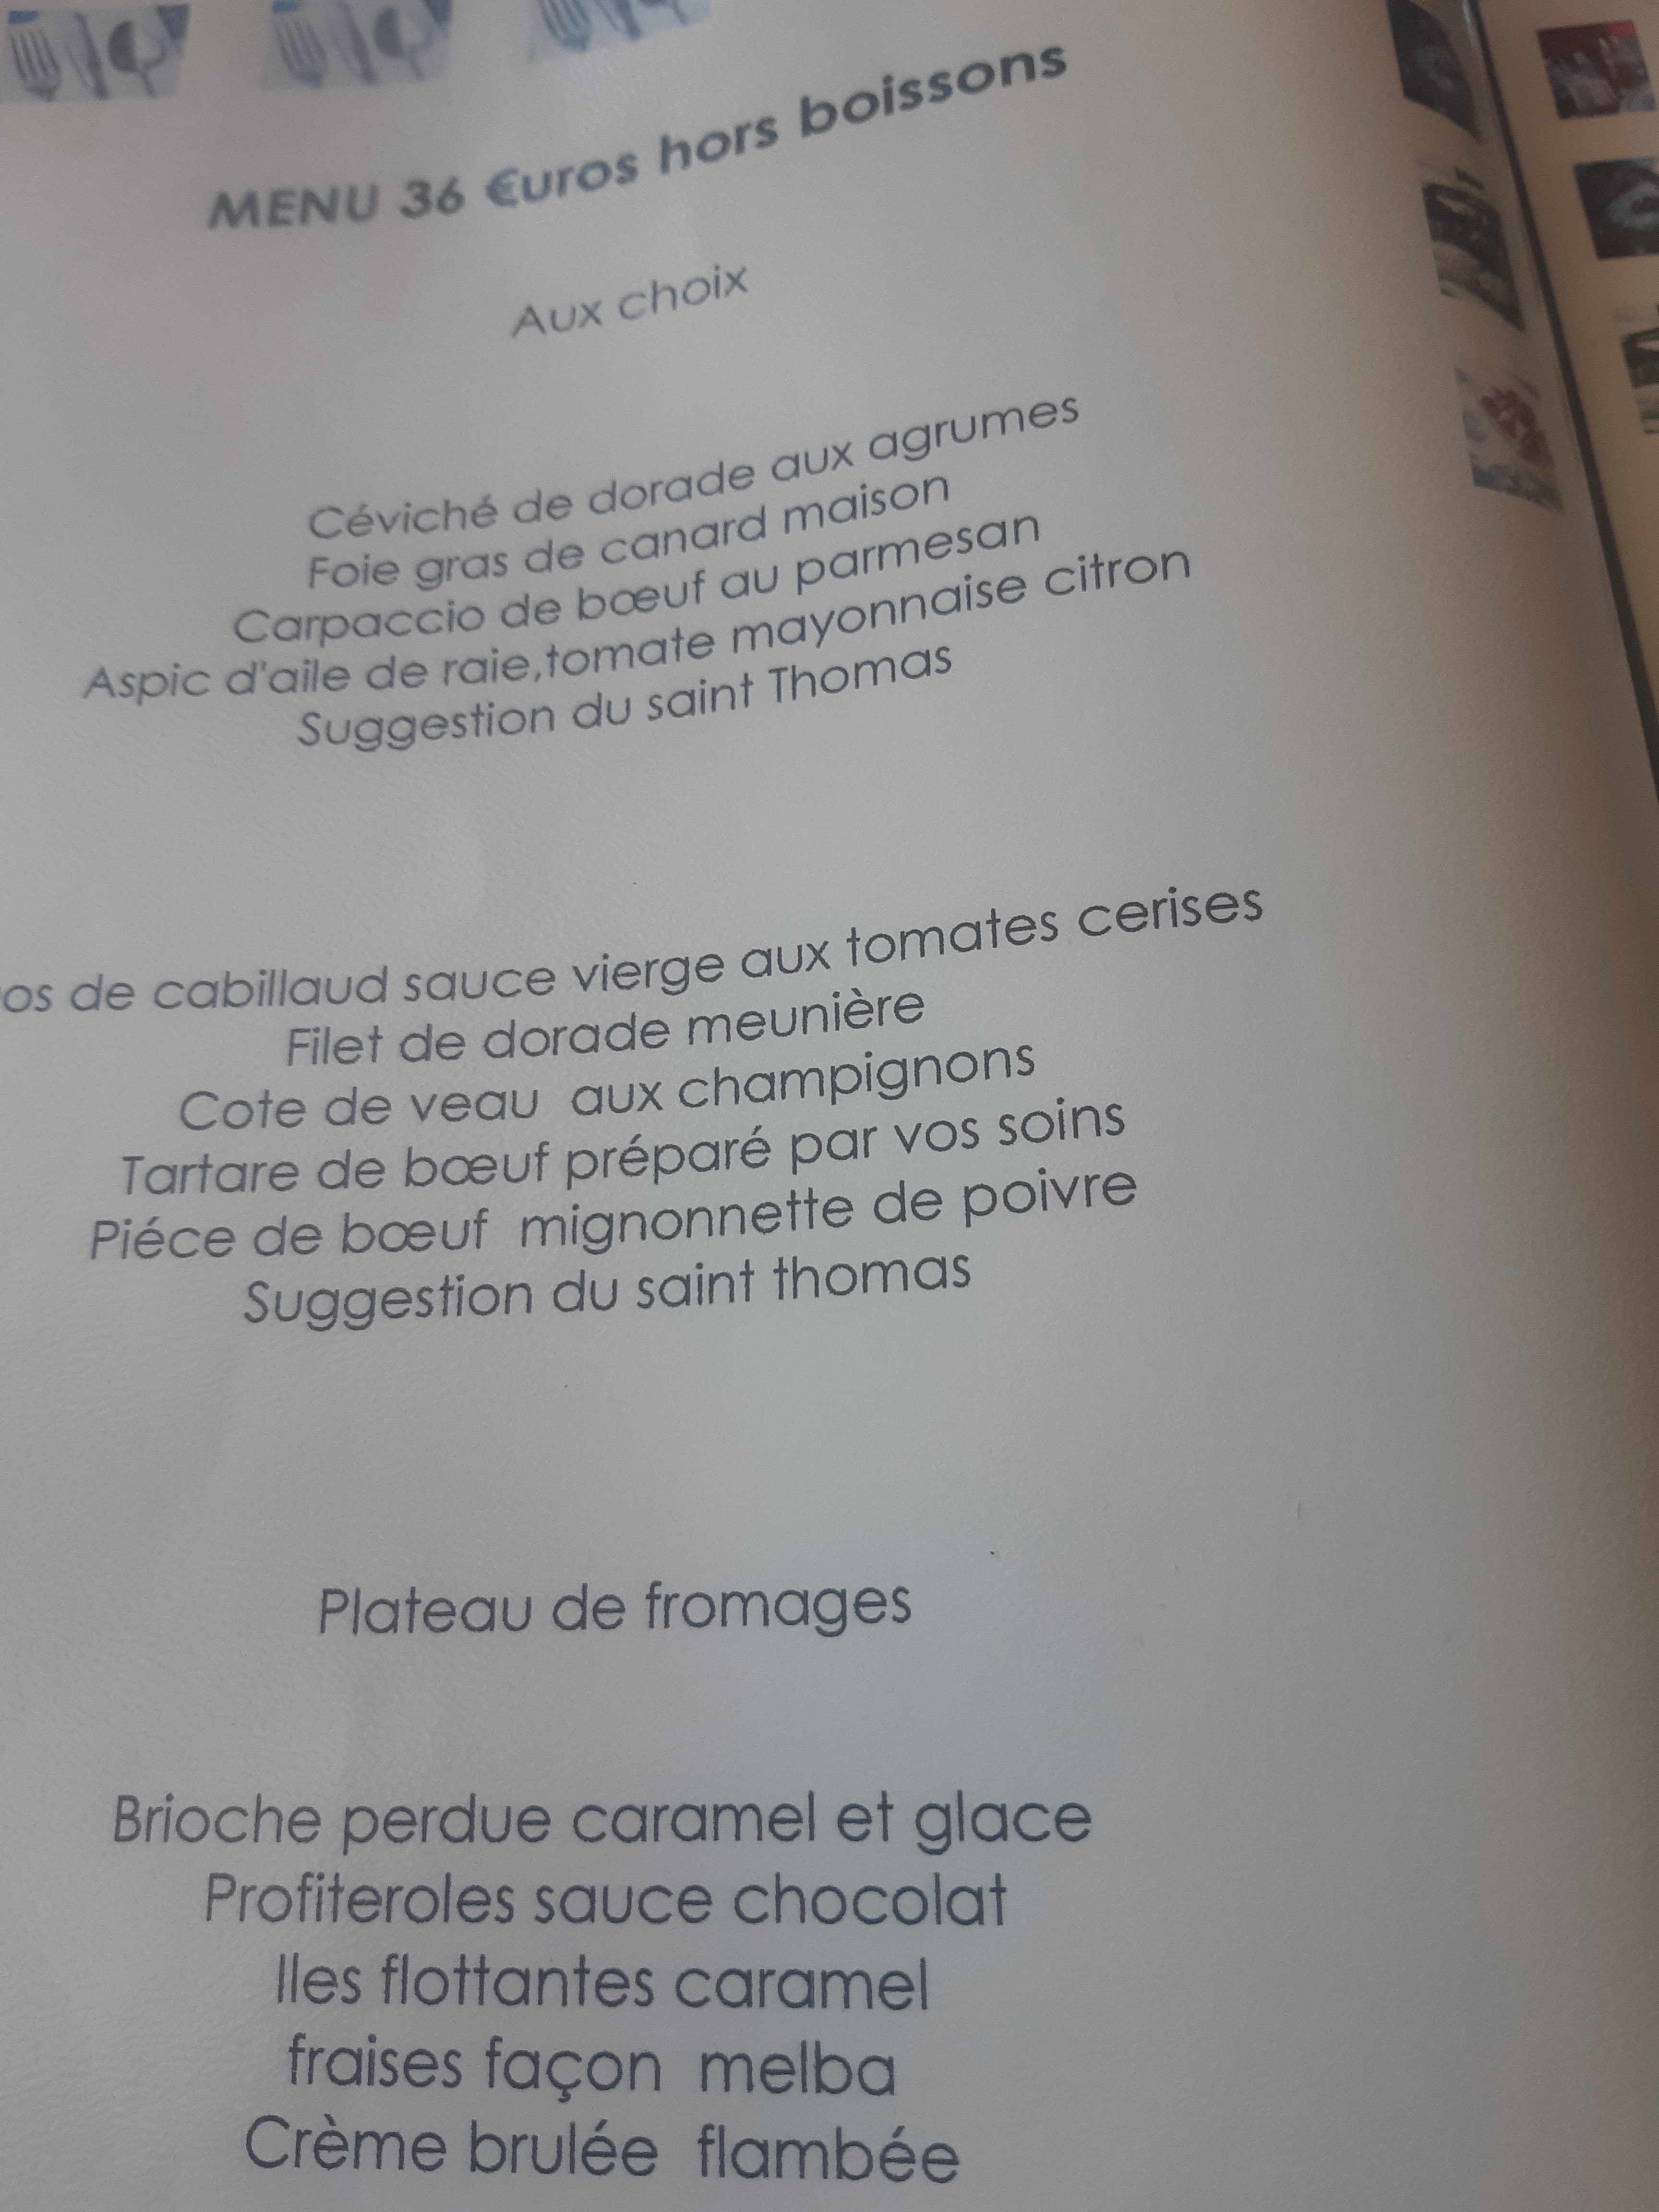 MENU 36 €uros hors boissons
Aux choix
Céviché de dorade aux agrumes
Foie gras de canard maison
Carpaccio de bœuf au parmesan
Aspic d'aile de raie,tomate mayonnaise citron
Suggestion du saint Thomas
os de cabillaud sauce vierge aux tomates cerises
Filet de dorade meunière
Cote de veau aux champignons
Tartare de bœuf préparé par vos soins
Piéce de bœuf mignonnette de poivre
Suggestion du saint thomas
Plateau de fromages
Brioche perdue caramel et glace
Profiteroles sauce chocolat
Iles flottantes caramel
fraises façon melba
Crème brulée flambée